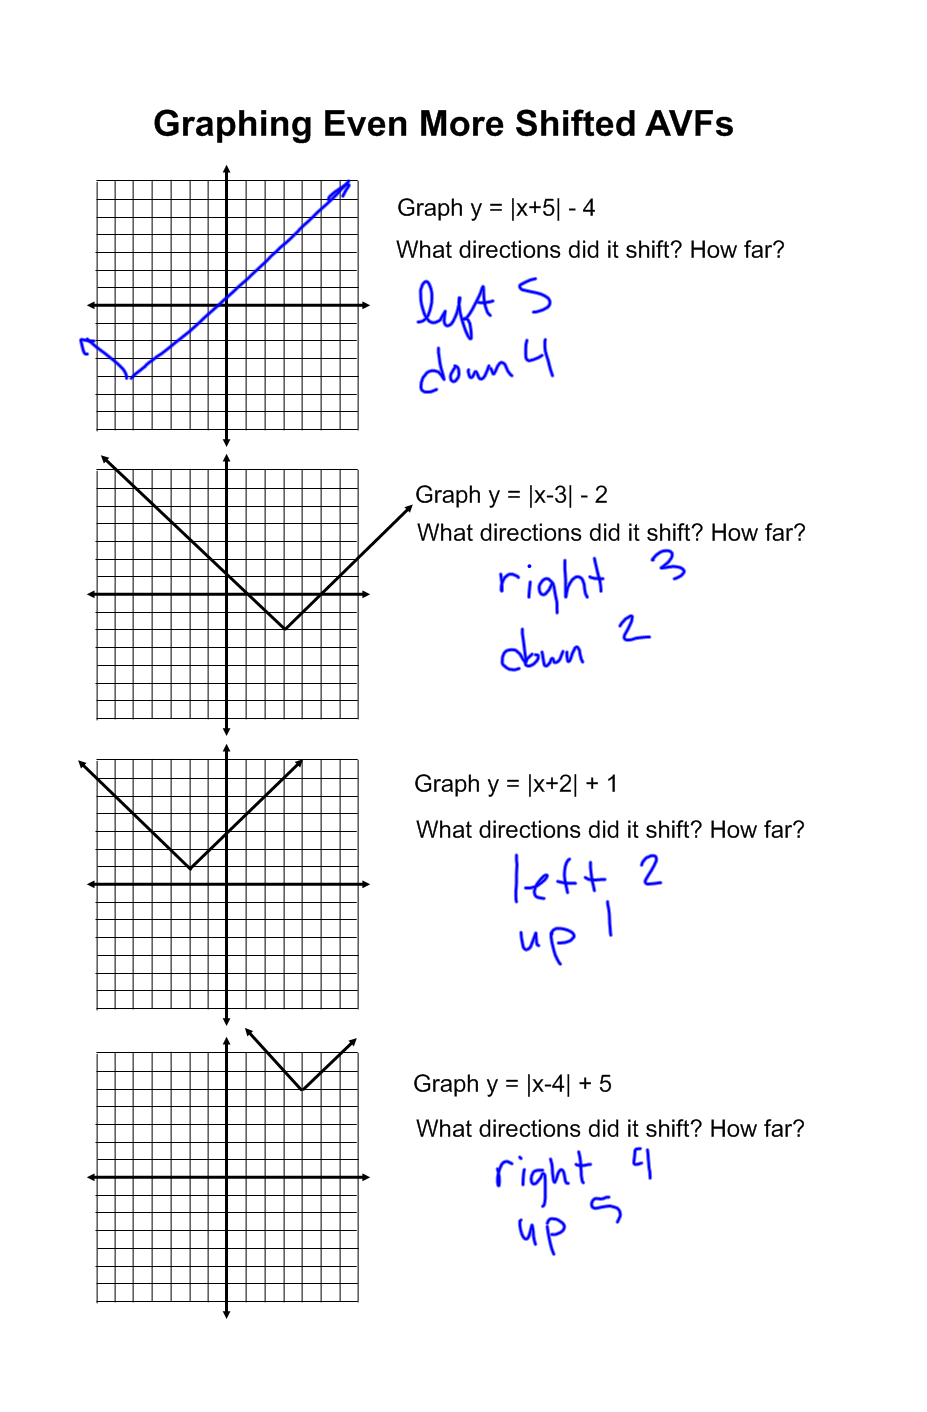 Graphing Even More Shifted AVFs
Graph y = |x+5| - 4
What directions did it shift? How far?
left 5
down 4
Graph y = |x-3| - 2
What directions did it shift? How far?
right 3
down 2
Graph y = |x+2| + 1
What directions did it shift? How far?
left 2
up 1
Graph y = |x-4| + 5
What directions did it shift? How far?
right 4
up 5